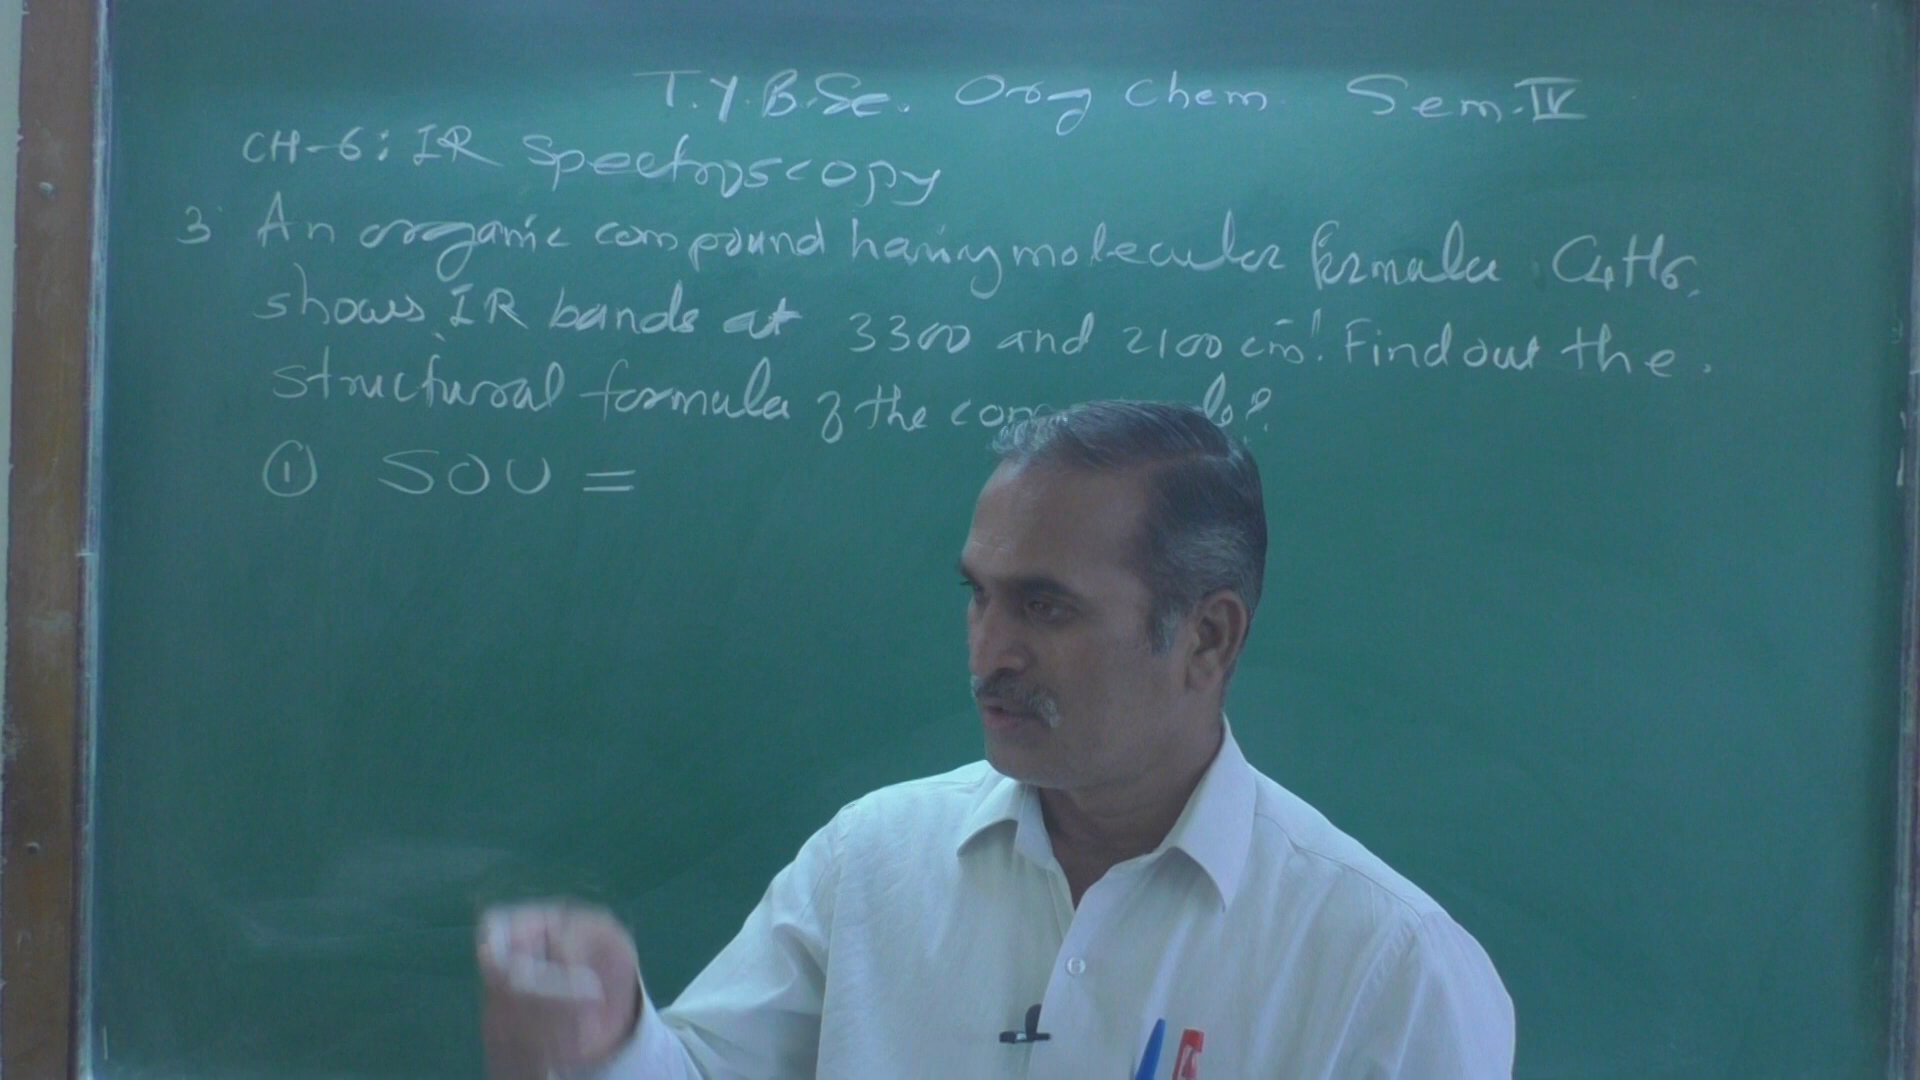 T.Y.B.Sc. Org Chem Sem. IV
CH-6: IR Spectroscopy
3 An organic compound having molecular formula C4H6,
shows IR bands at 3300 and 2100 cm-1. Find out the
structural formula of the
① SOU =